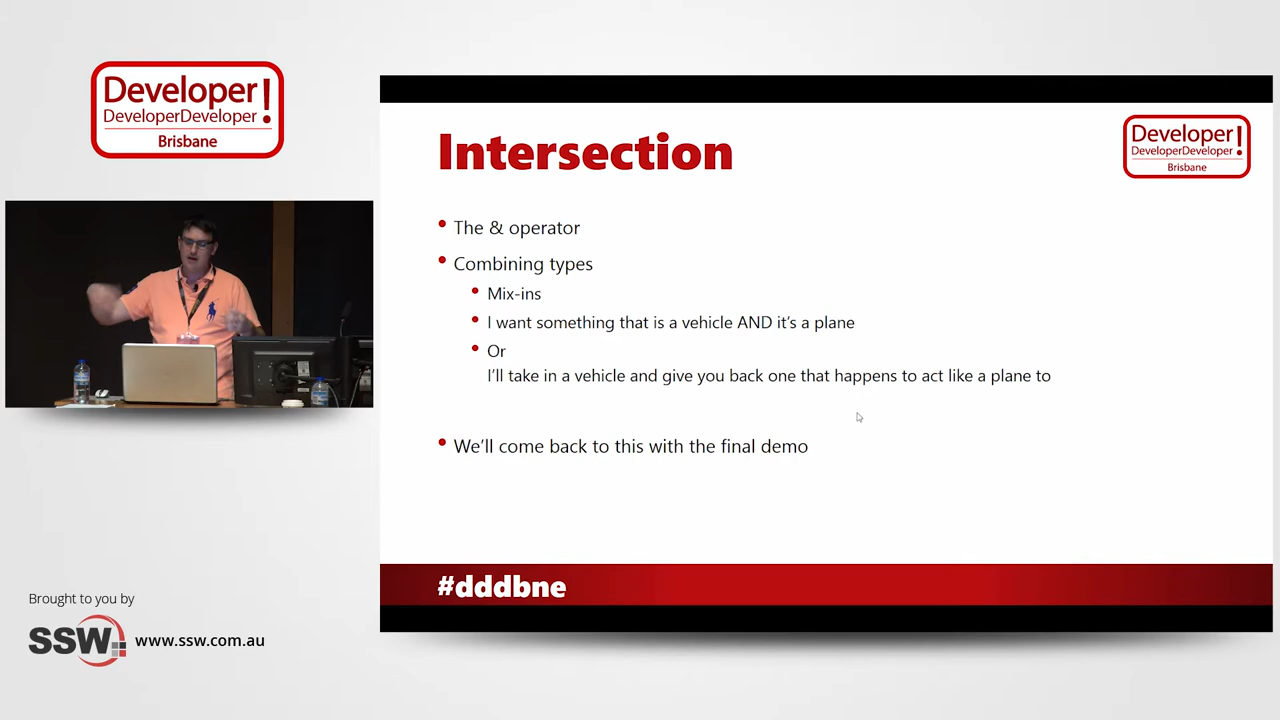 Developer!
DeveloperDeveloper
Brisbane
Intersection
Developer!
DeveloperDeveloper
Brisbane
• The & operator
• Combining types
• Mix-ins
• I want something that is a vehicle AND it's a plane
• Or
I'll take in a vehicle and give you back one that happens to act like a plane to
• We'll come back to this with the final demo
#dddbne
Brought to you by
SSW www.ssw.com.au